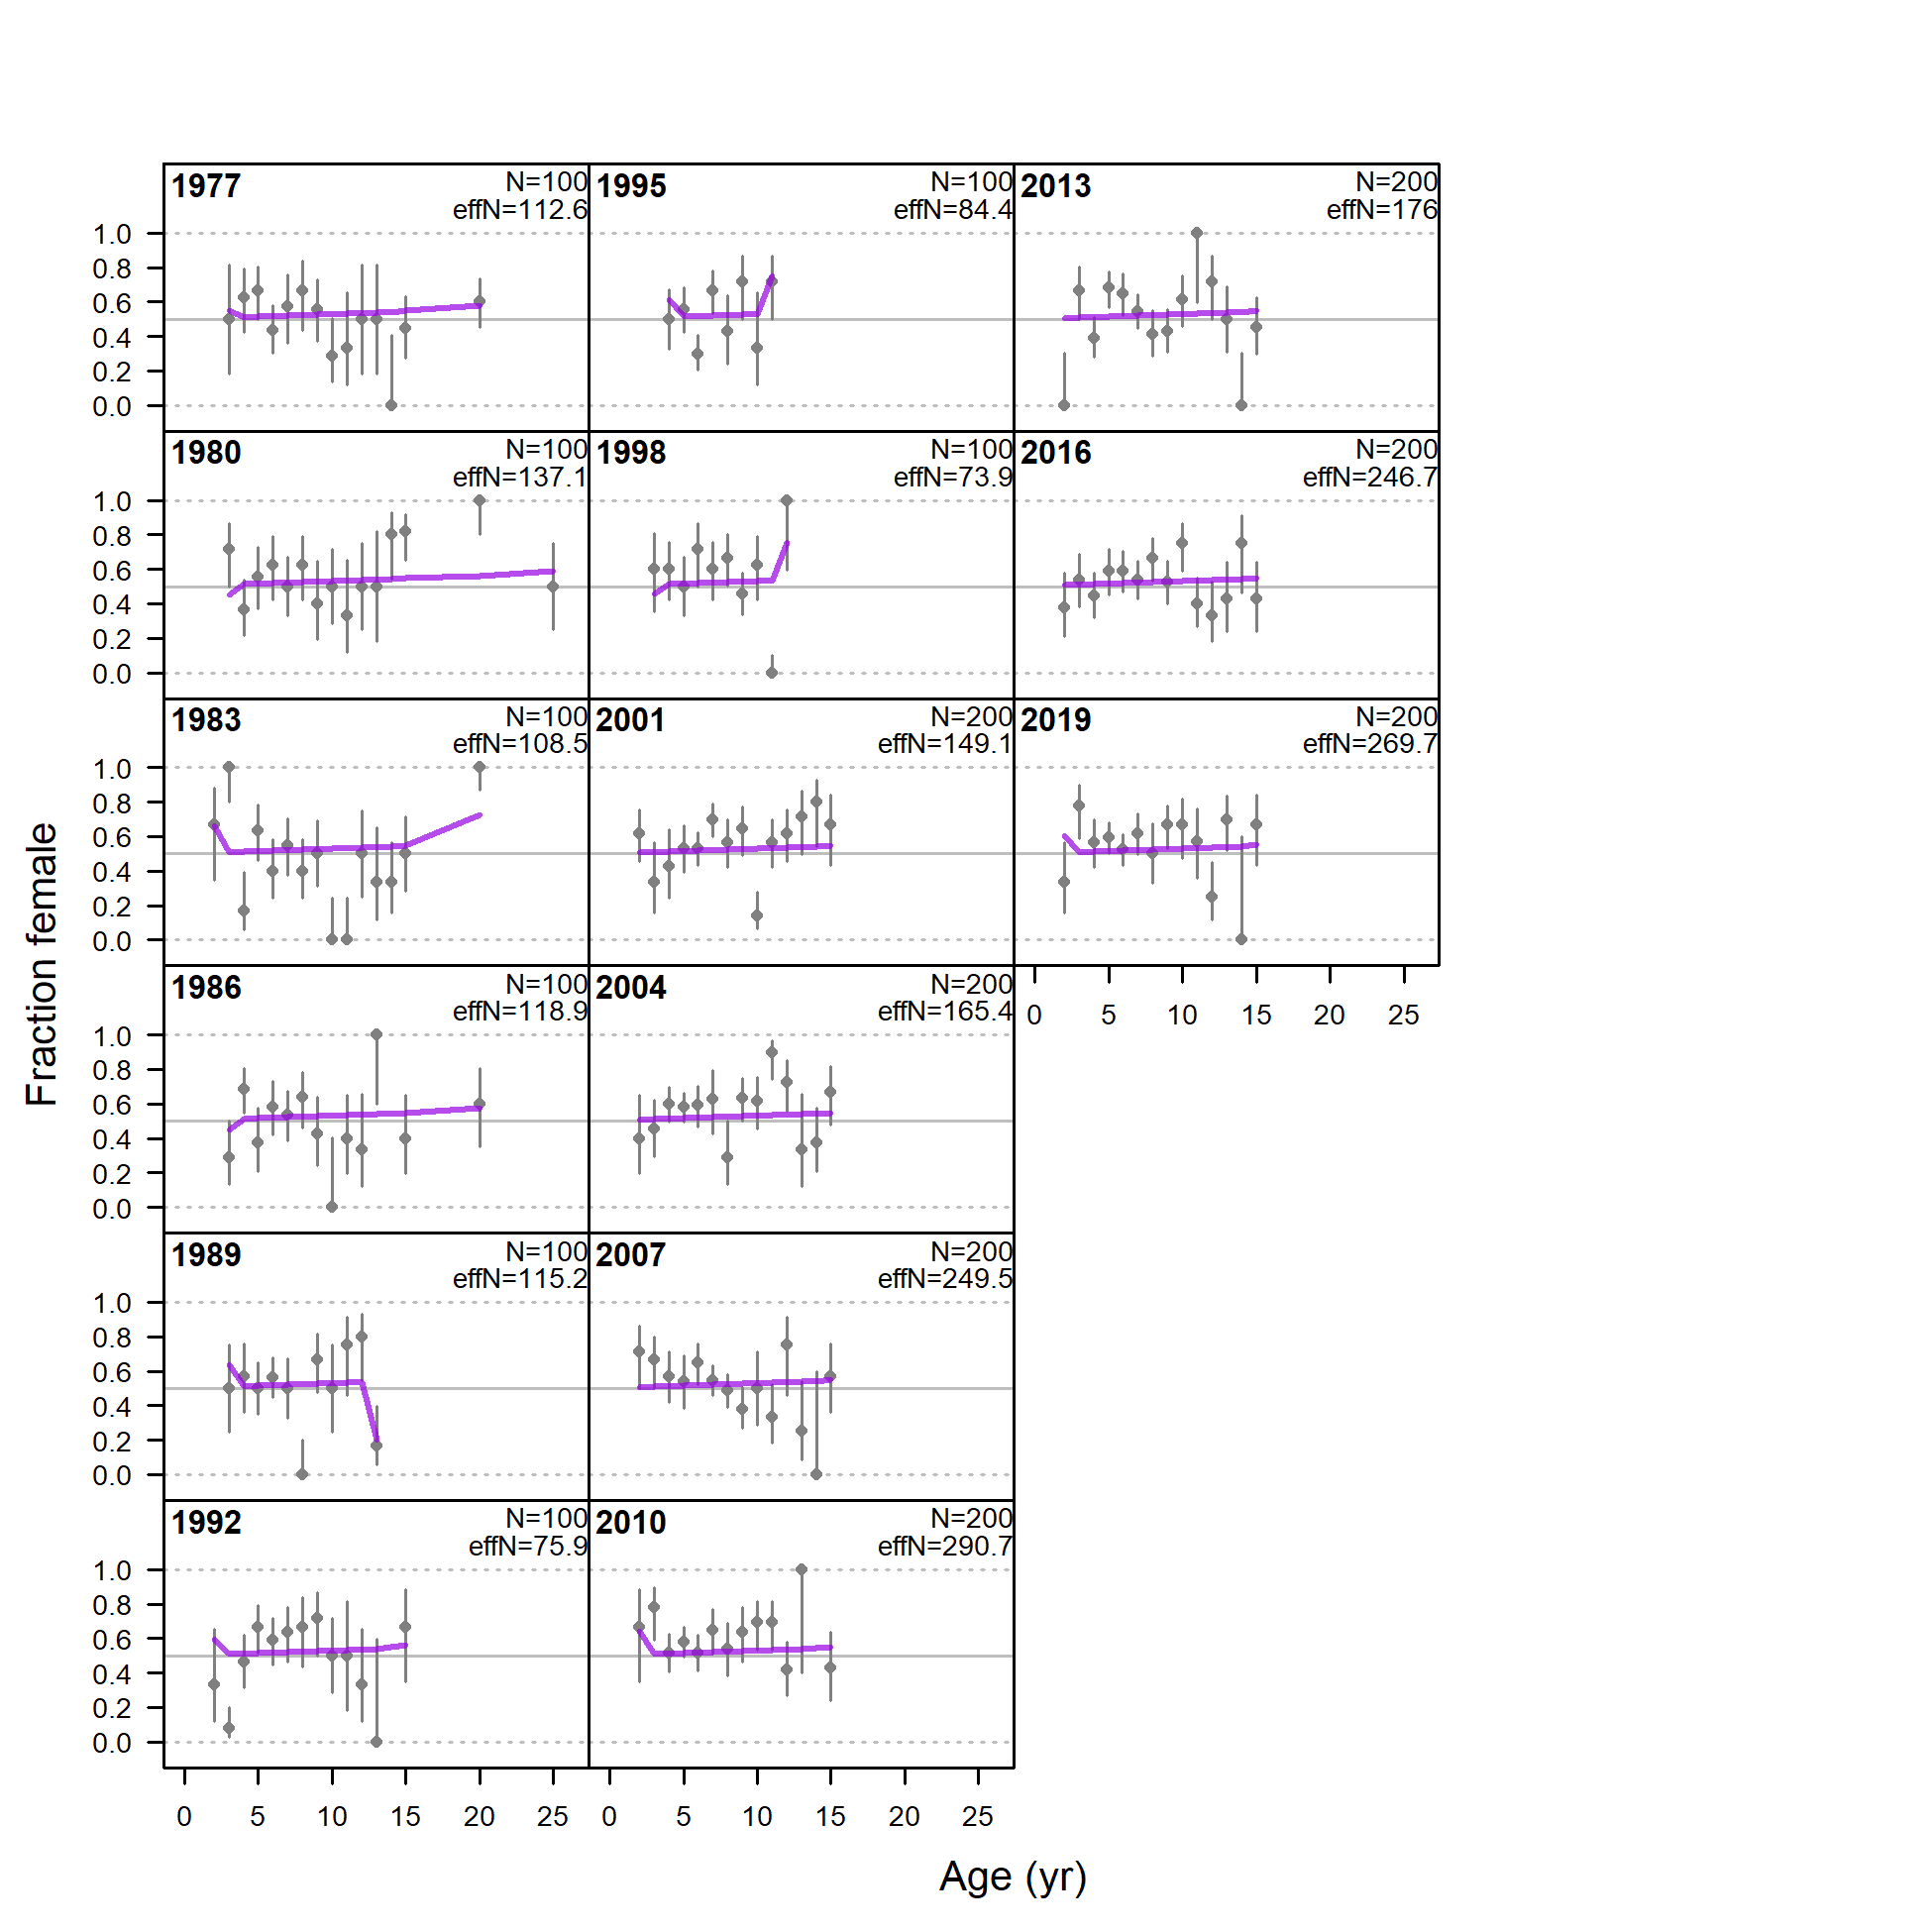 1977
N=100
effN=112.6
1.0
0.8
0.6
0.4
0.2
0.0
1980
N=100
effN=137.1
1.0
0.8
0.6
0.4
0.2
0.0
1983
N=100
effN=108.5
1.0
0.8
0.6
0.4
0.2
0.0
1986
N=100
effN=118.9
1.0
0.8
0.6
0.4
0.2
0.0
1989
N=100
effN=115.2
1.0
0.8
0.6
0.4
0.2
0.0
1992
N=100
effN=75.9
1.0
0.8
0.6
0.4
0.2
0.0
0 5 10 15 20 25
1995
N=100
effN=84.4
1998
N=100
effN=73.9
2001
N=200
effN=149.1
2004
N=200
effN=165.4
2007
N=200
effN=249.5
2010
N=200
effN=290.7
0 5 10 15 20 25
2013
N=200
effN=176
2016
N=200
effN=246.7
2019
N=200
effN=269.7
0 5 10 15 20 25
Fraction female
Age (yr)